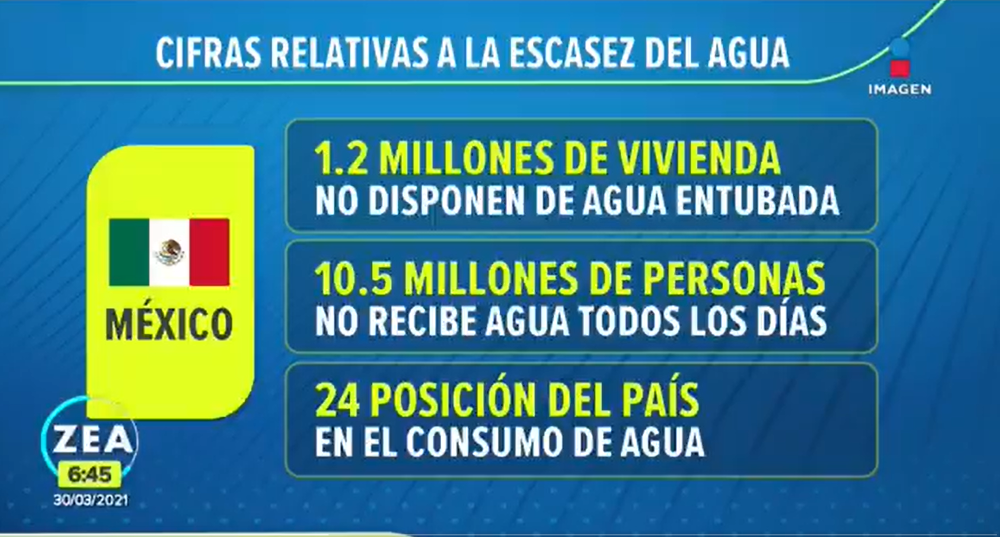 CIFRAS RELATIVAS A LA ESCASEZ DEL AGUA
IMAGEN
1.2 MILLONES DE VIVIENDA
NO DISPONEN DE AGUA ENTUBADA
10.5 MILLONES DE PERSONAS
NO RECIBE AGUA TODOS LOS DÍAS
MÉXICO
24 POSICIÓN DEL PAÍS
EN EL CONSUMO DE AGUA
ZEA
6:45
30/03/2021